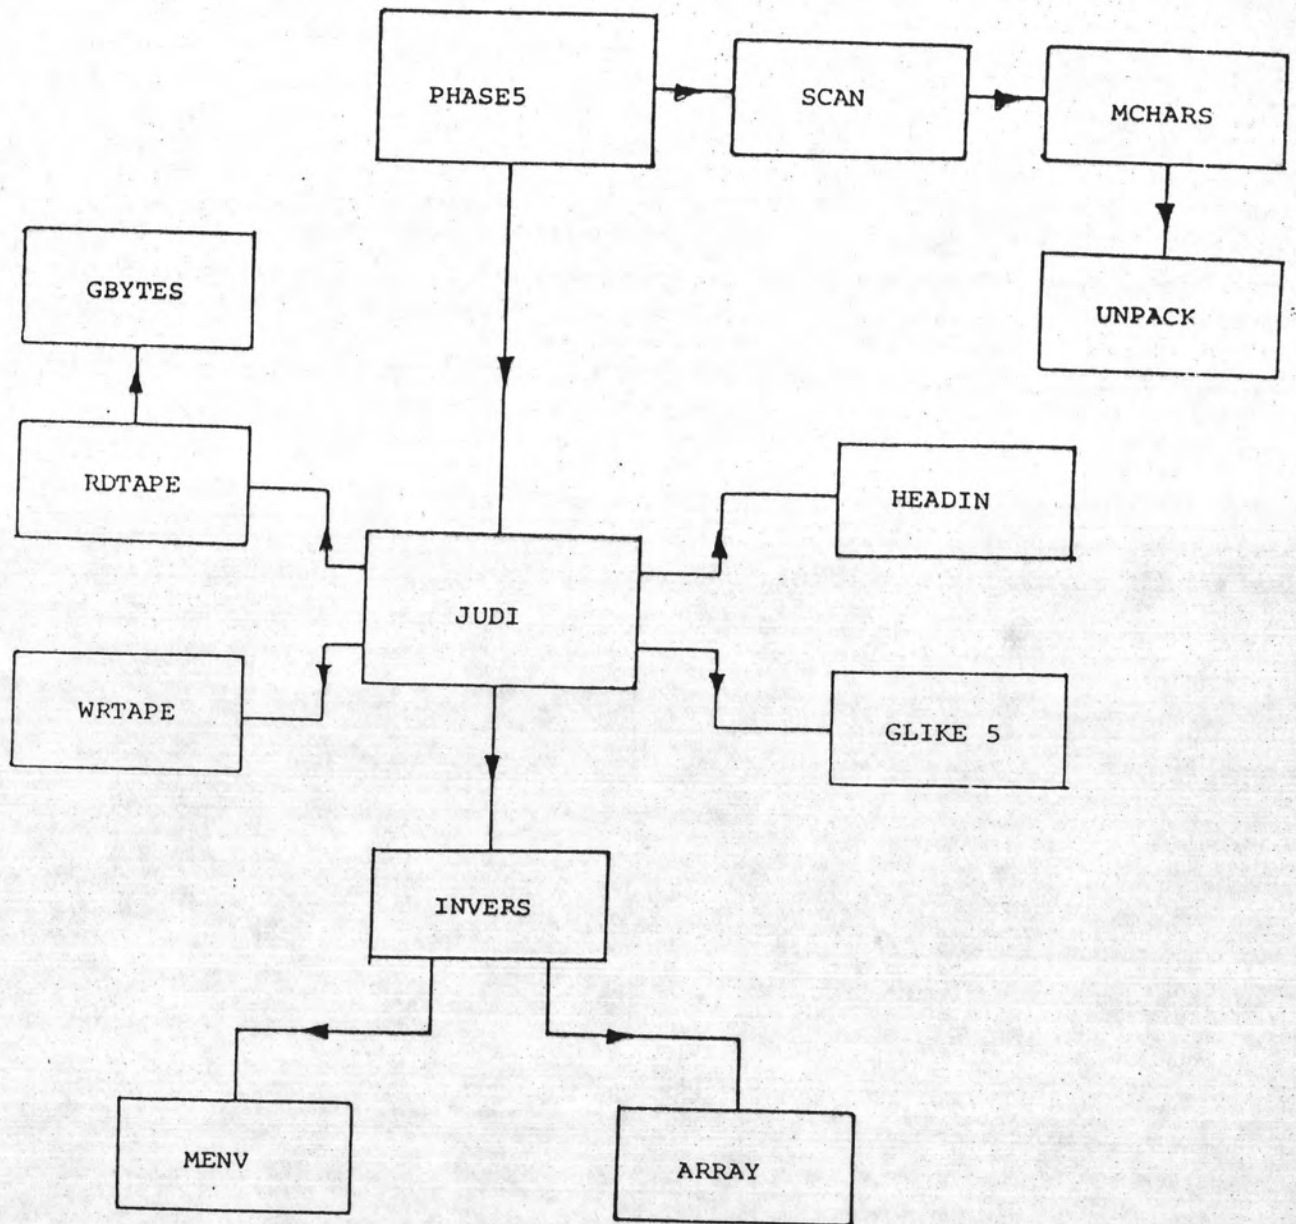 PHASE5
SCAN
MCHARS
GBYTES
UNPACK
RDTAPE
HEADIN
JUDI
WRTAPE
GLIKE 5
INVERS
MENV
ARRAY